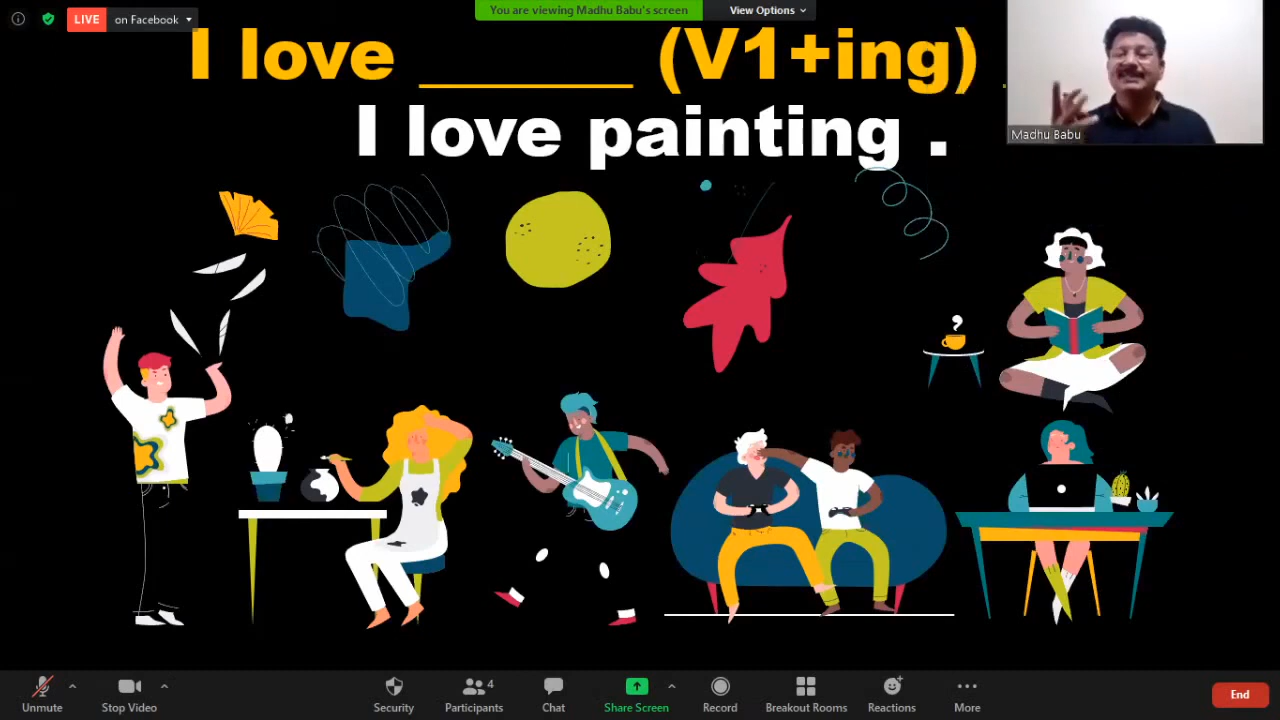 LIVE on Facebook
You are viewing Madhu Babu's screen
View Options
I love ______ (V1+ing) .
I love painting .
Madhu Babu
Unmute
Stop Video
Security
Participants
4
Chat
Share Screen
Record
Breakout Rooms
Reactions
More
End